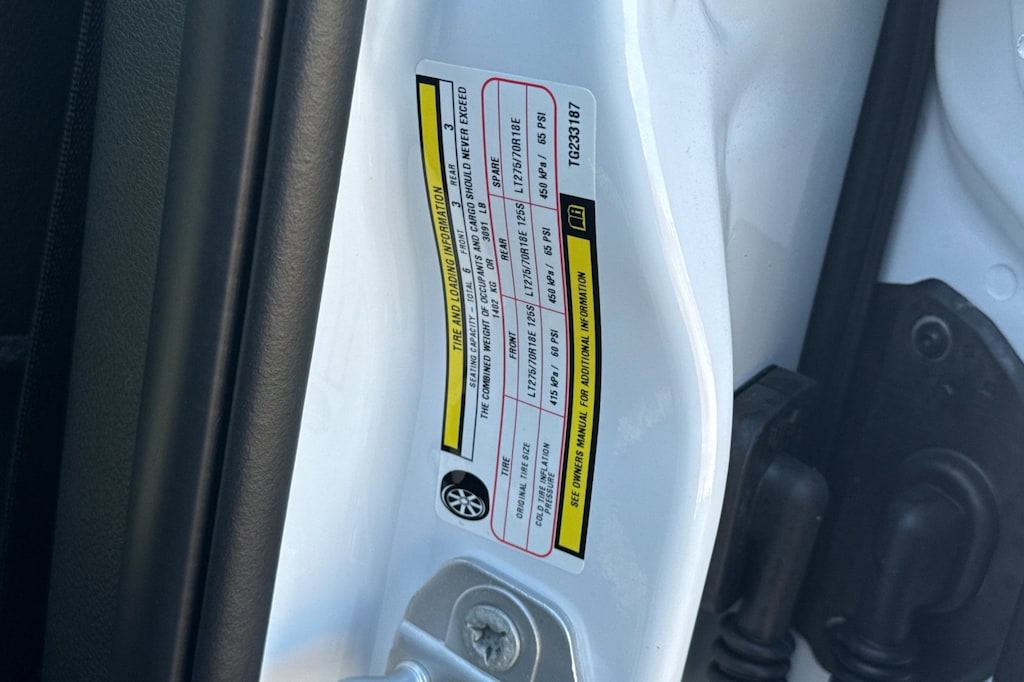 TIRE AND LOADING INFORMATION
SEATING CAPACITY – TOTAL 6 FRONT 3 REAR 3
THE COMBINED WEIGHT OF OCCUPANTS AND CARGO SHOULD NEVER EXCEED
1402 KG OR 3091 LB
TIRE FRONT REAR SPARE
ORIGINAL TIRE SIZE LT275/70R18E 125S LT275/70R18E 125S LT275/70R18E
COLD TIRE INFLATION PRESSURE 415 kPa / 60 PSI 450 kPa / 65 PSI 450 kPa / 65 PSI
SEE OWNERS MANUAL FOR ADDITIONAL INFORMATION
TG233187